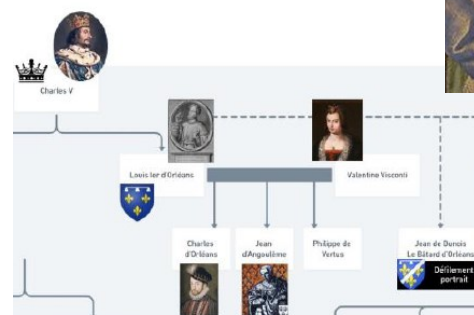 Charles V
Louis Ier d'Orléans
Valentine Visconti
Charles
d'Orléans
Jean
d'Angoulême
Philippe de
Vertus
Jean de Dunois
Le Bâtard d'Orléans
Défilement
portrait